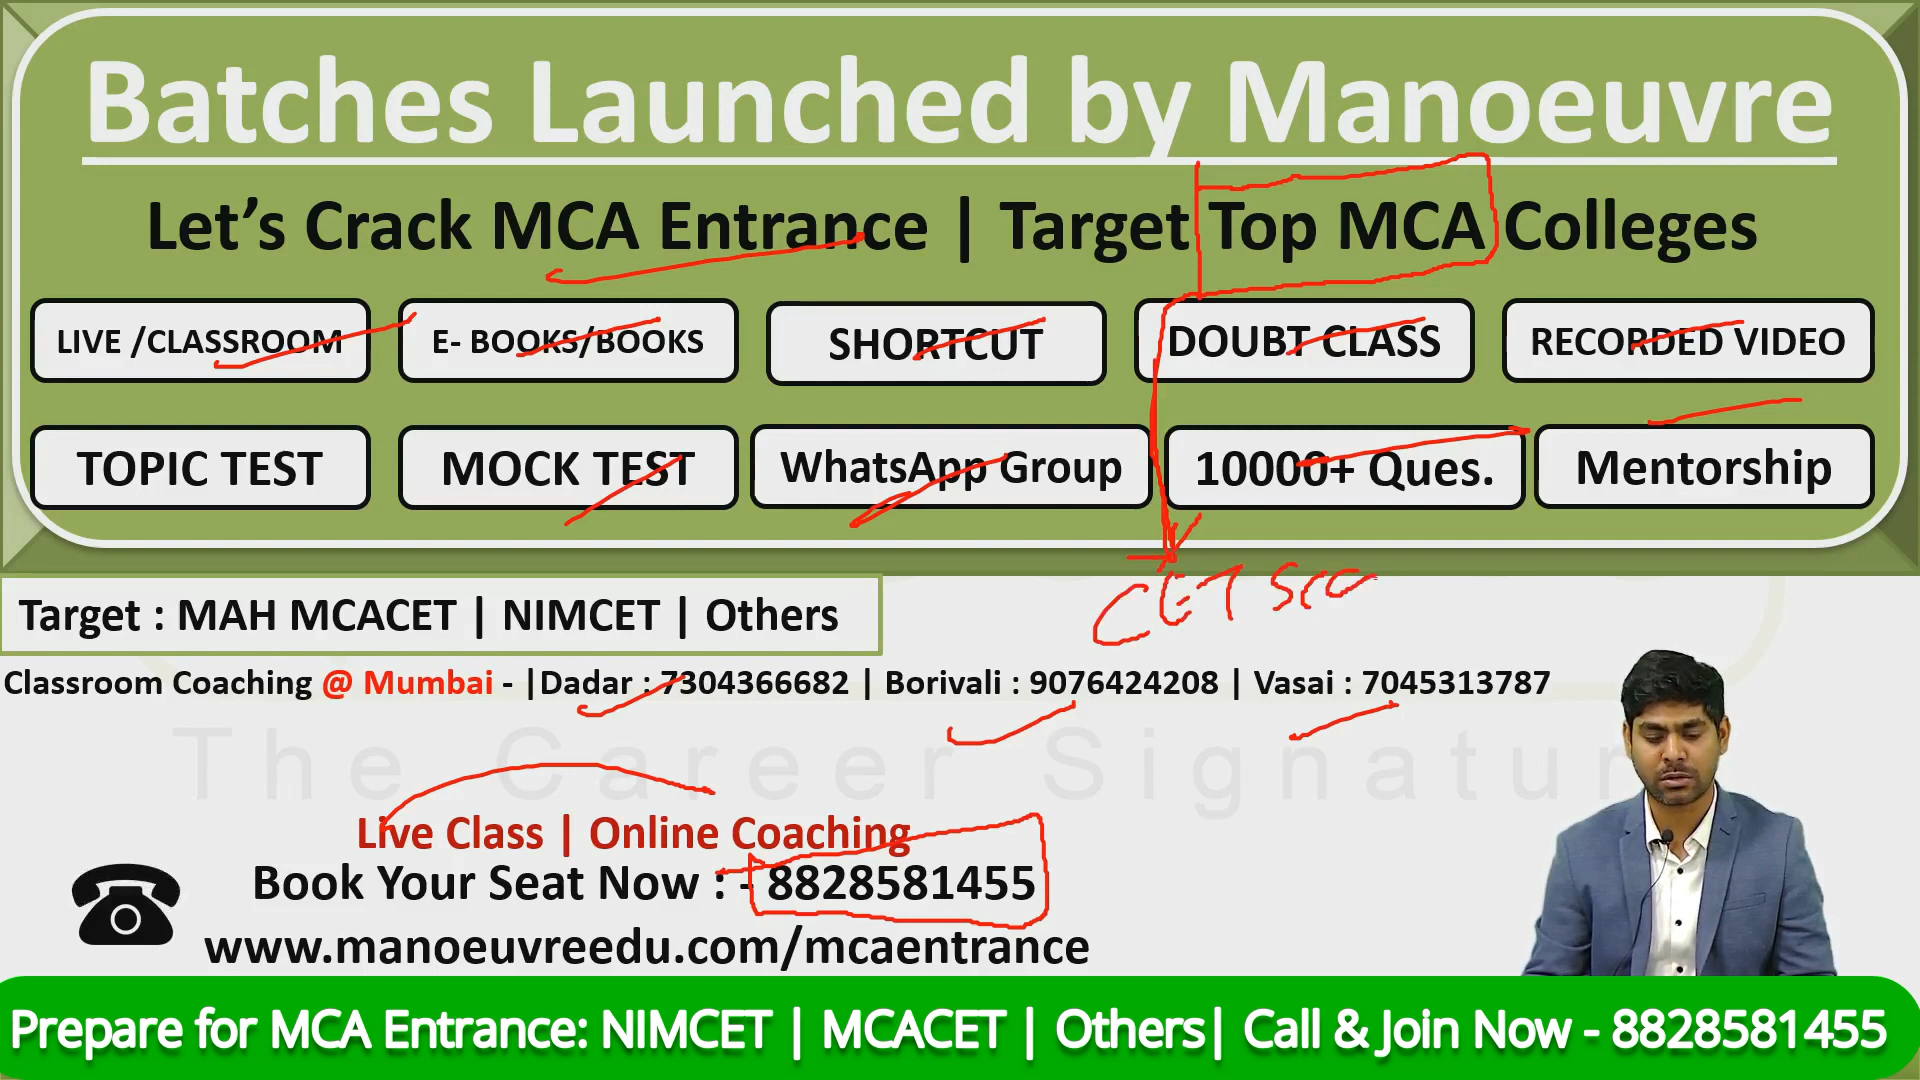 Batches Launched by Manoeuvre
Let's Crack MCA Entrance | Target Top MCA Colleges
LIVE /CLASSROOM E- BOOKS/BOOKS SHORTCUT DOUBT CLASS RECORDED VIDEO
TOPIC TEST MOCK TEST WhatsApp Group 10000+ Ques. Mentorship
CET
Target : MAH MCACET | NIMCET | Others
Classroom Coaching @ Mumbai - |Dadar : 7304366682 | Borivali : 9076424208 | Vasai : 7045313787
The Career Signatur
Live Class | Online Coaching
Book Your Seat Now : - 8828581455
www.manoeuvreedu.com/mcaentrance
Prepare for MCA Entrance: NIMCET | MCACET | Others| Call & Join Now - 8828581455